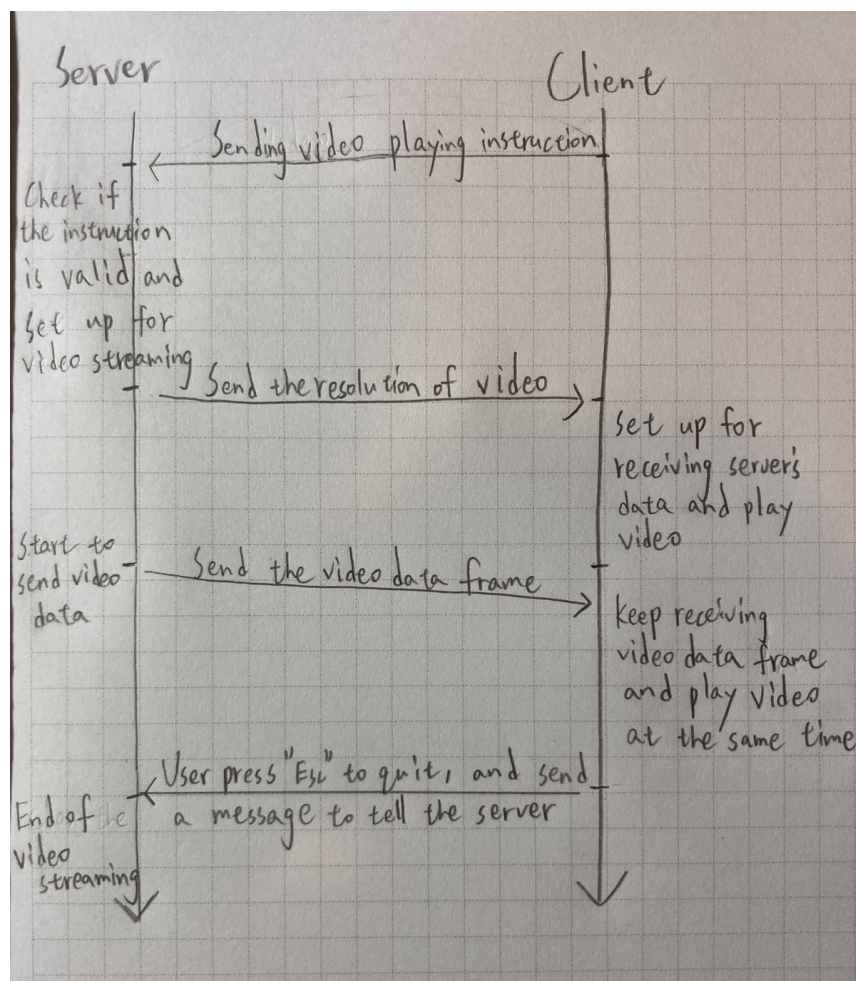 Server
Client
Sending video playing instruction
Check if
the instruction
is valid and
set up for
video streaming
Send the resolution of video
set up for
receiving server's
data and play
video
Start to
send video
data
Send the video data frame
keep receiving
video data frame
and play video
at the same time
User press "Esc" to quit, and send
a message to tell the server
End of
video
streaming